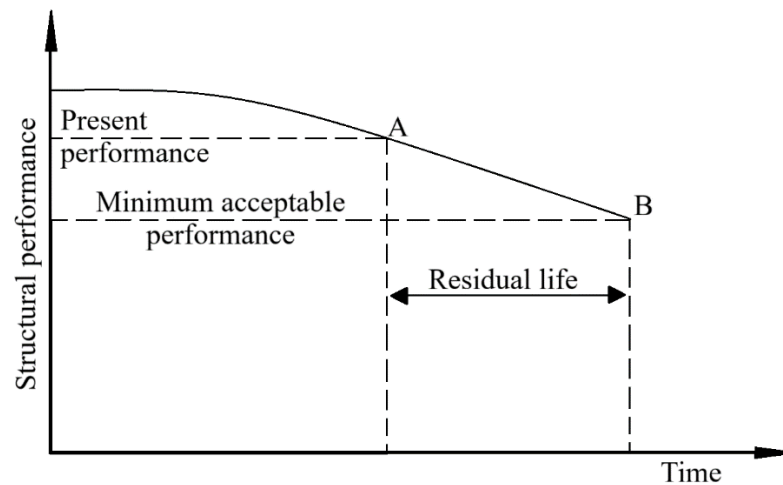 Structural performance
Present
performance
A
Minimum acceptable
performance
B
Residual life
Time